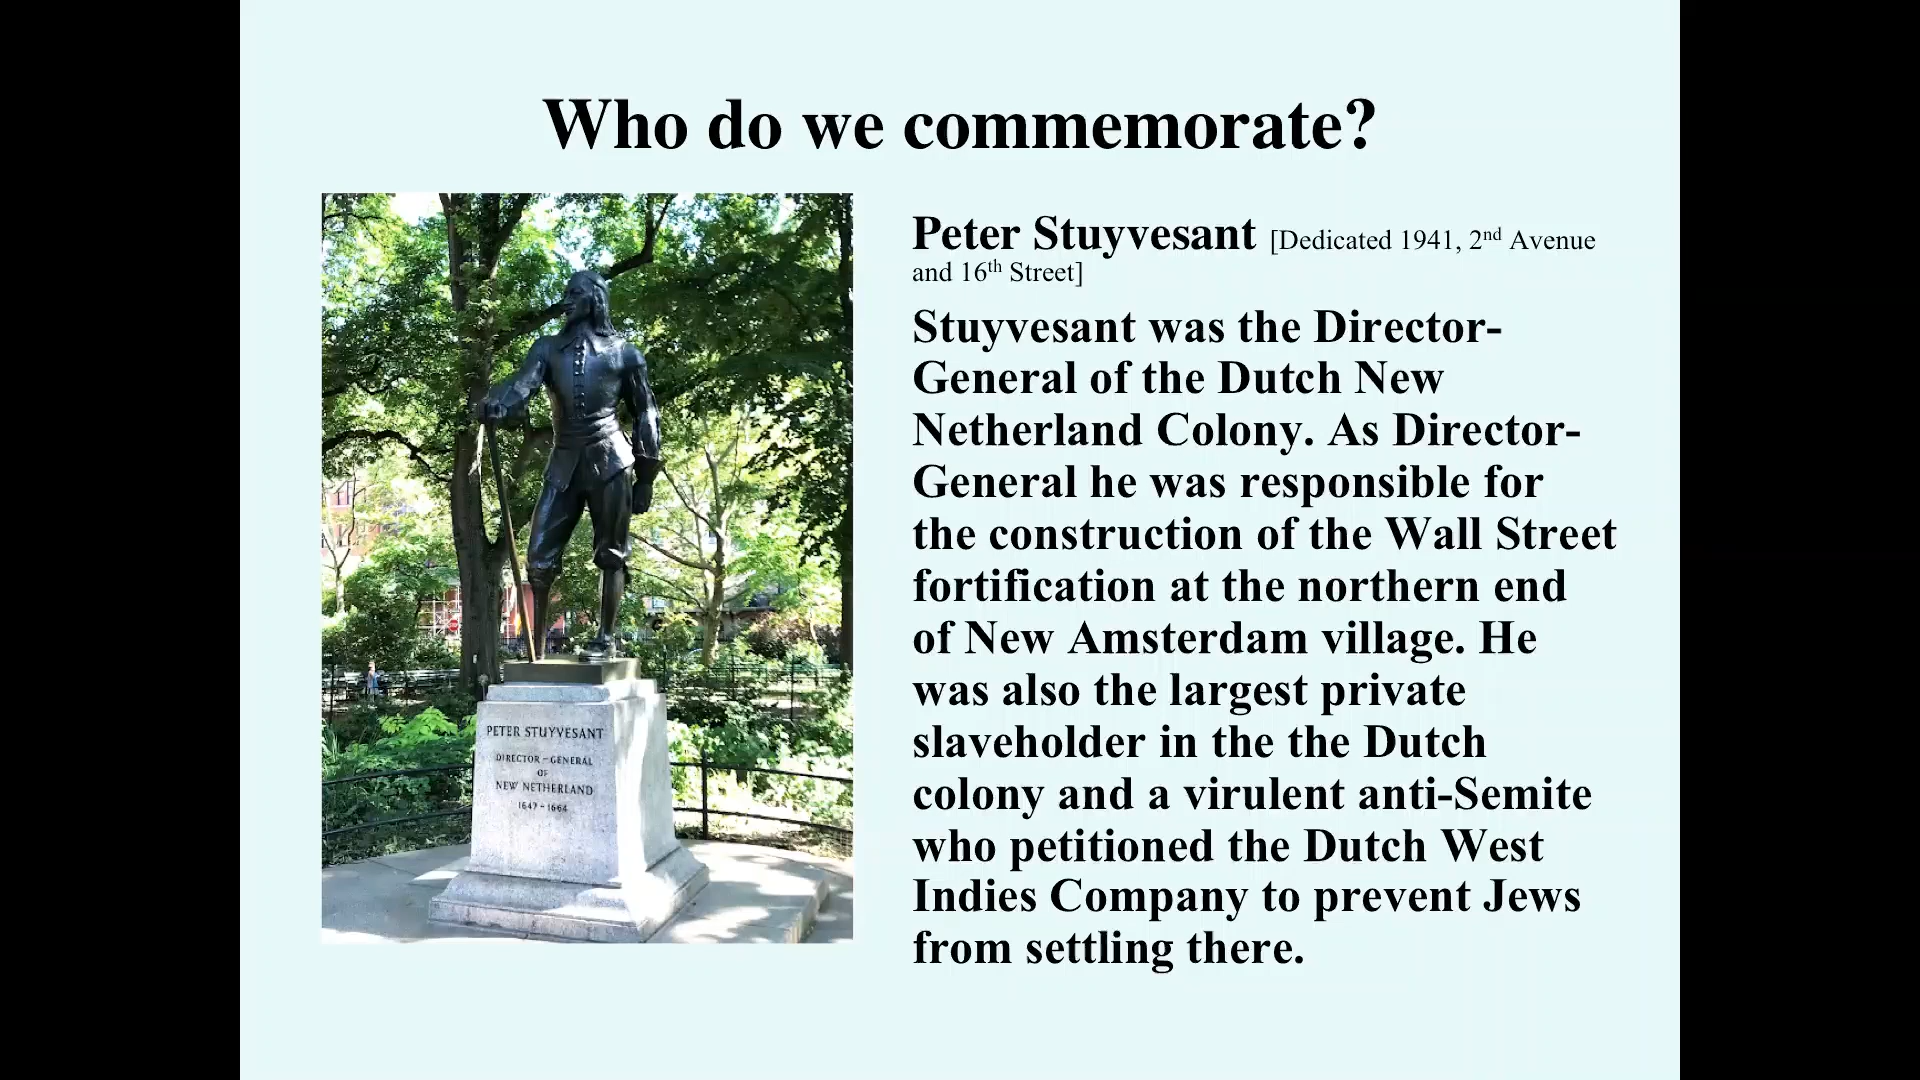 Who do we commemorate?
PETER STUYVESANT
DIRECTOR-GENERAL
OF
NEW NETHERLAND
1647-1664
Peter Stuyvesant [Dedicated 1941, 2nd Avenue
and 16th Street]
Stuyvesant was the Director-
General of the Dutch New
Netherland Colony. As Director-
General he was responsible for
the construction of the Wall Street
fortification at the northern end
of New Amsterdam village. He
was also the largest private
slaveholder in the the Dutch
colony and a virulent anti-Semite
who petitioned the Dutch West
Indies Company to prevent Jews
from settling there.